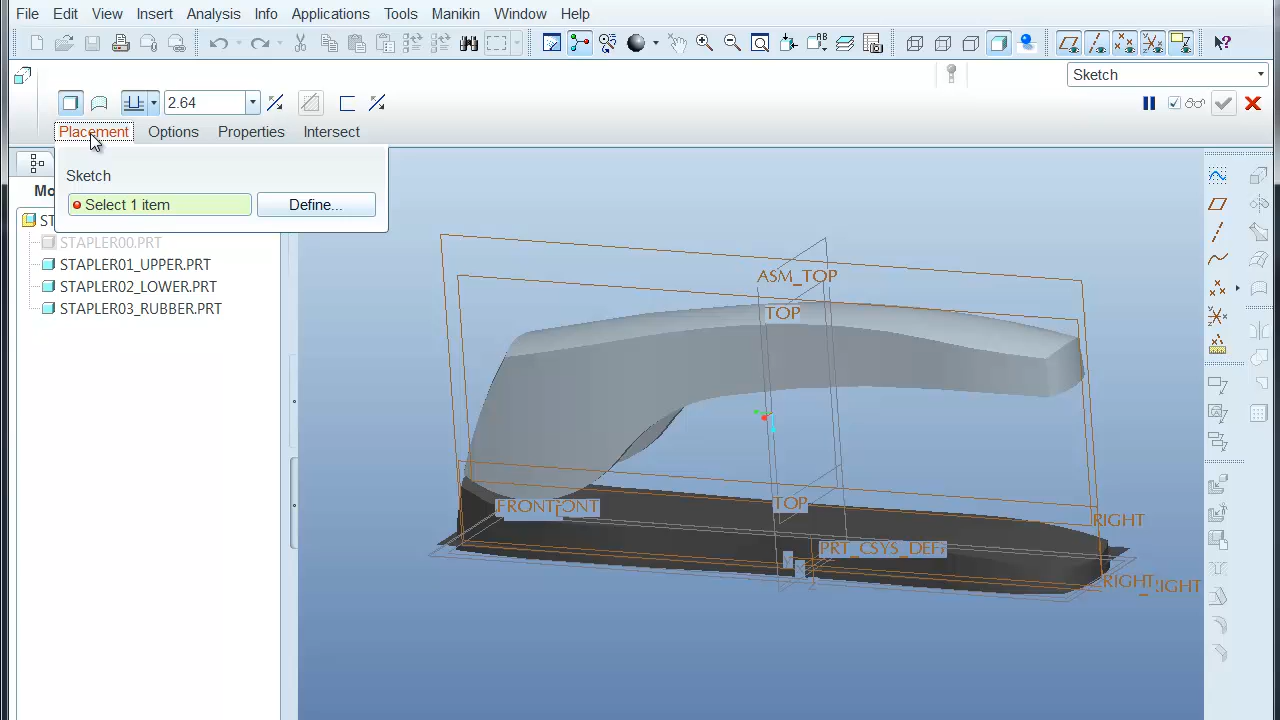 File Edit View Insert Analysis Info Applications Tools Manikin Window Help
Sketch
2.64
Placement Options Properties Intersect
Sketch
Select 1 item Define...
Mo
ST
STAPLER00.PRT
STAPLER01_UPPER.PRT
STAPLER02_LOWER.PRT
STAPLER03_RUBBER.PRT
ASM_TOP
TOP
TOP
FRONT
RIGHT
PRT_CSYS_DEF
RIGHT